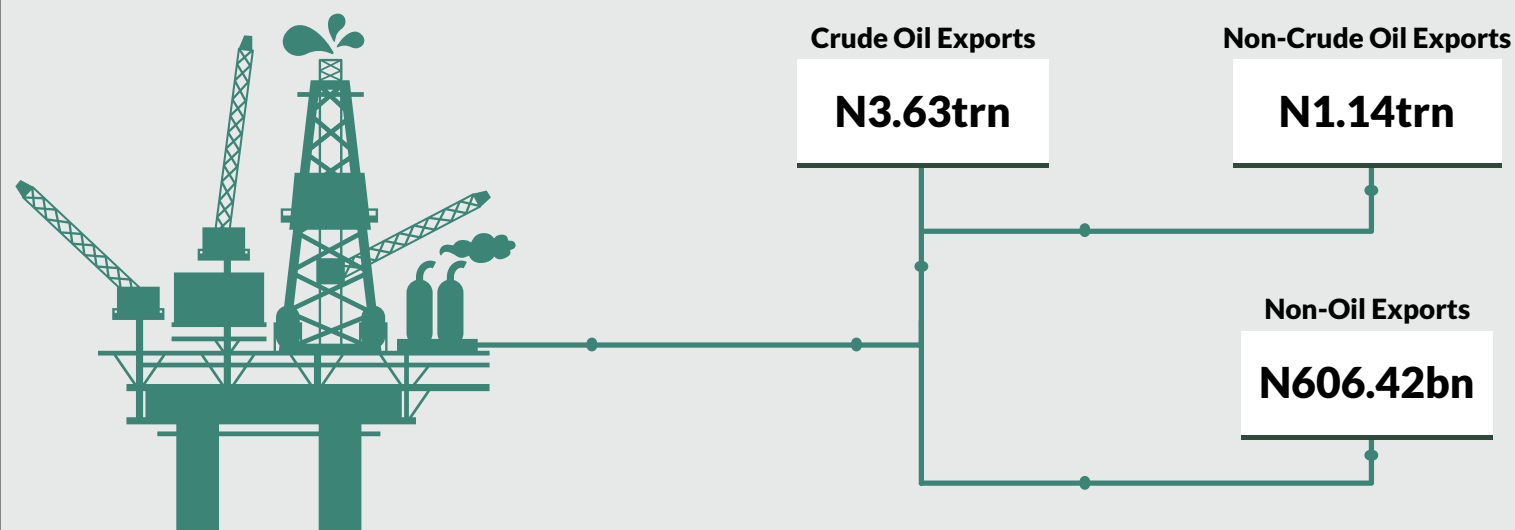 Crude Oil Exports
N3.63trn
Non-Crude Oil Exports
N1.14trn
Non-Oil Exports
N606.42bn